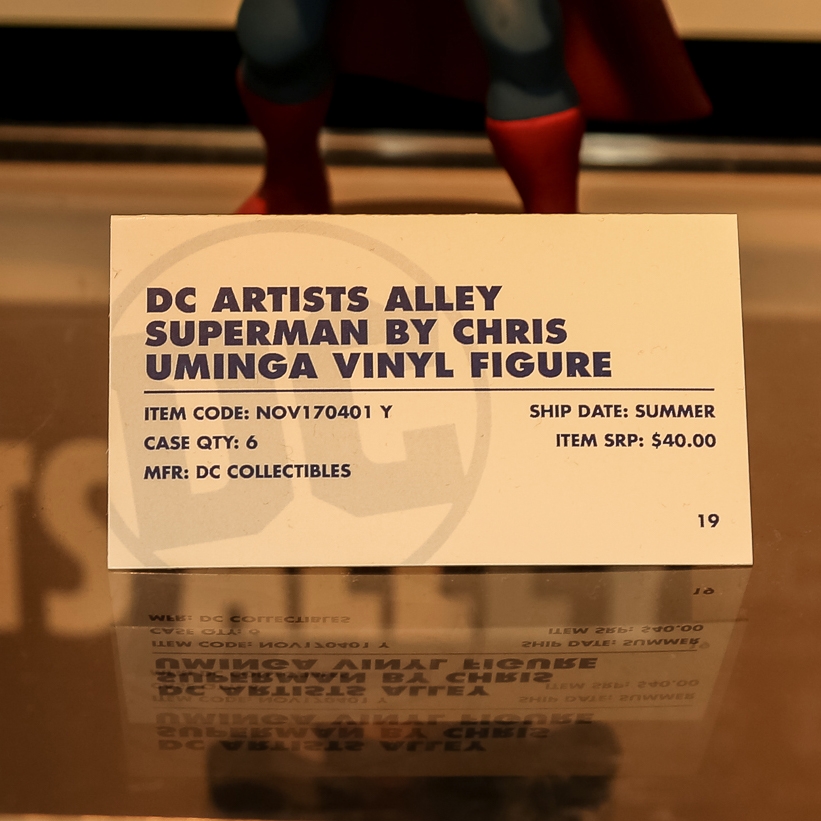 DC ARTISTS ALLEY
SUPERMAN BY CHRIS
UMINGA VINYL FIGURE
ITEM CODE: NOV170401 Y
SHIP DATE: SUMMER
CASE QTY: 6
ITEM SRP: $40.00
MFR: DC COLLECTIBLES
19
DC